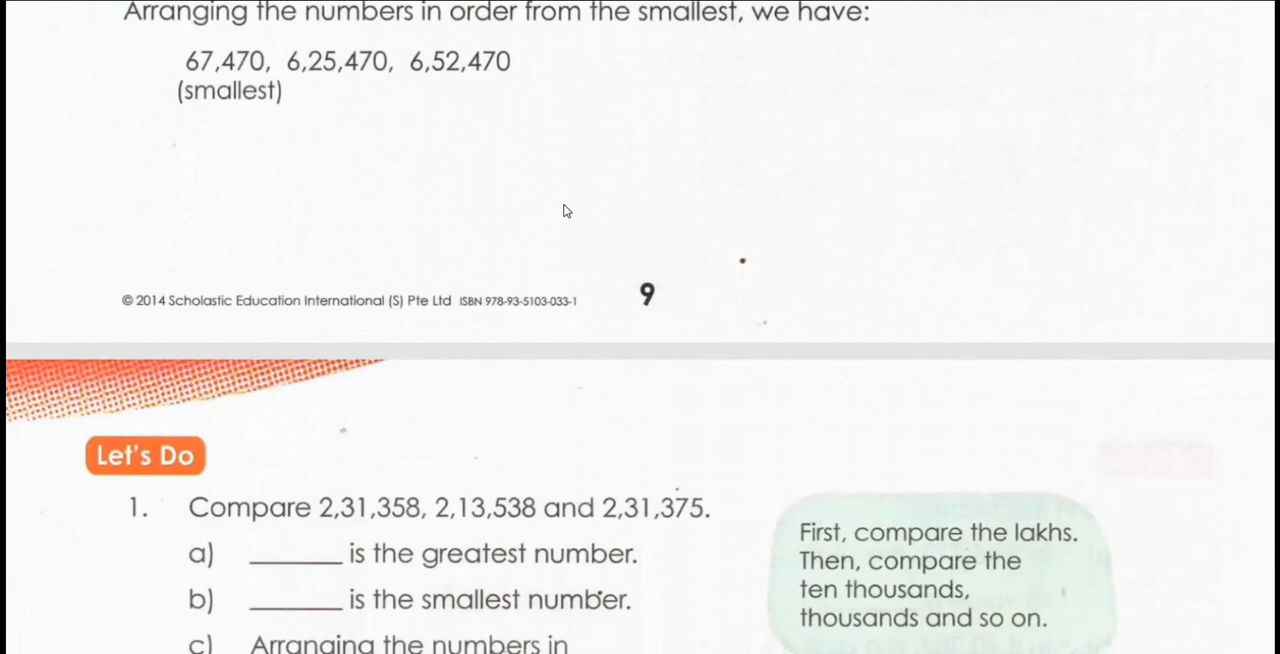 Arranging the numbers in order from the smallest, we have:
67,470, 6,25,470, 6,52,470
(smallest)
© 2014 Scholastic Education International (S) Pte Ltd ISBN 978-93-5103-033-1
9
Let's Do
1. Compare 2,31,358, 2,13,538 and 2,31,375.
a) ______ is the greatest number.
b) ______ is the smallest number.
c) Arranging the numbers in
First, compare the lakhs.
Then, compare the
ten thousands,
thousands and so on.